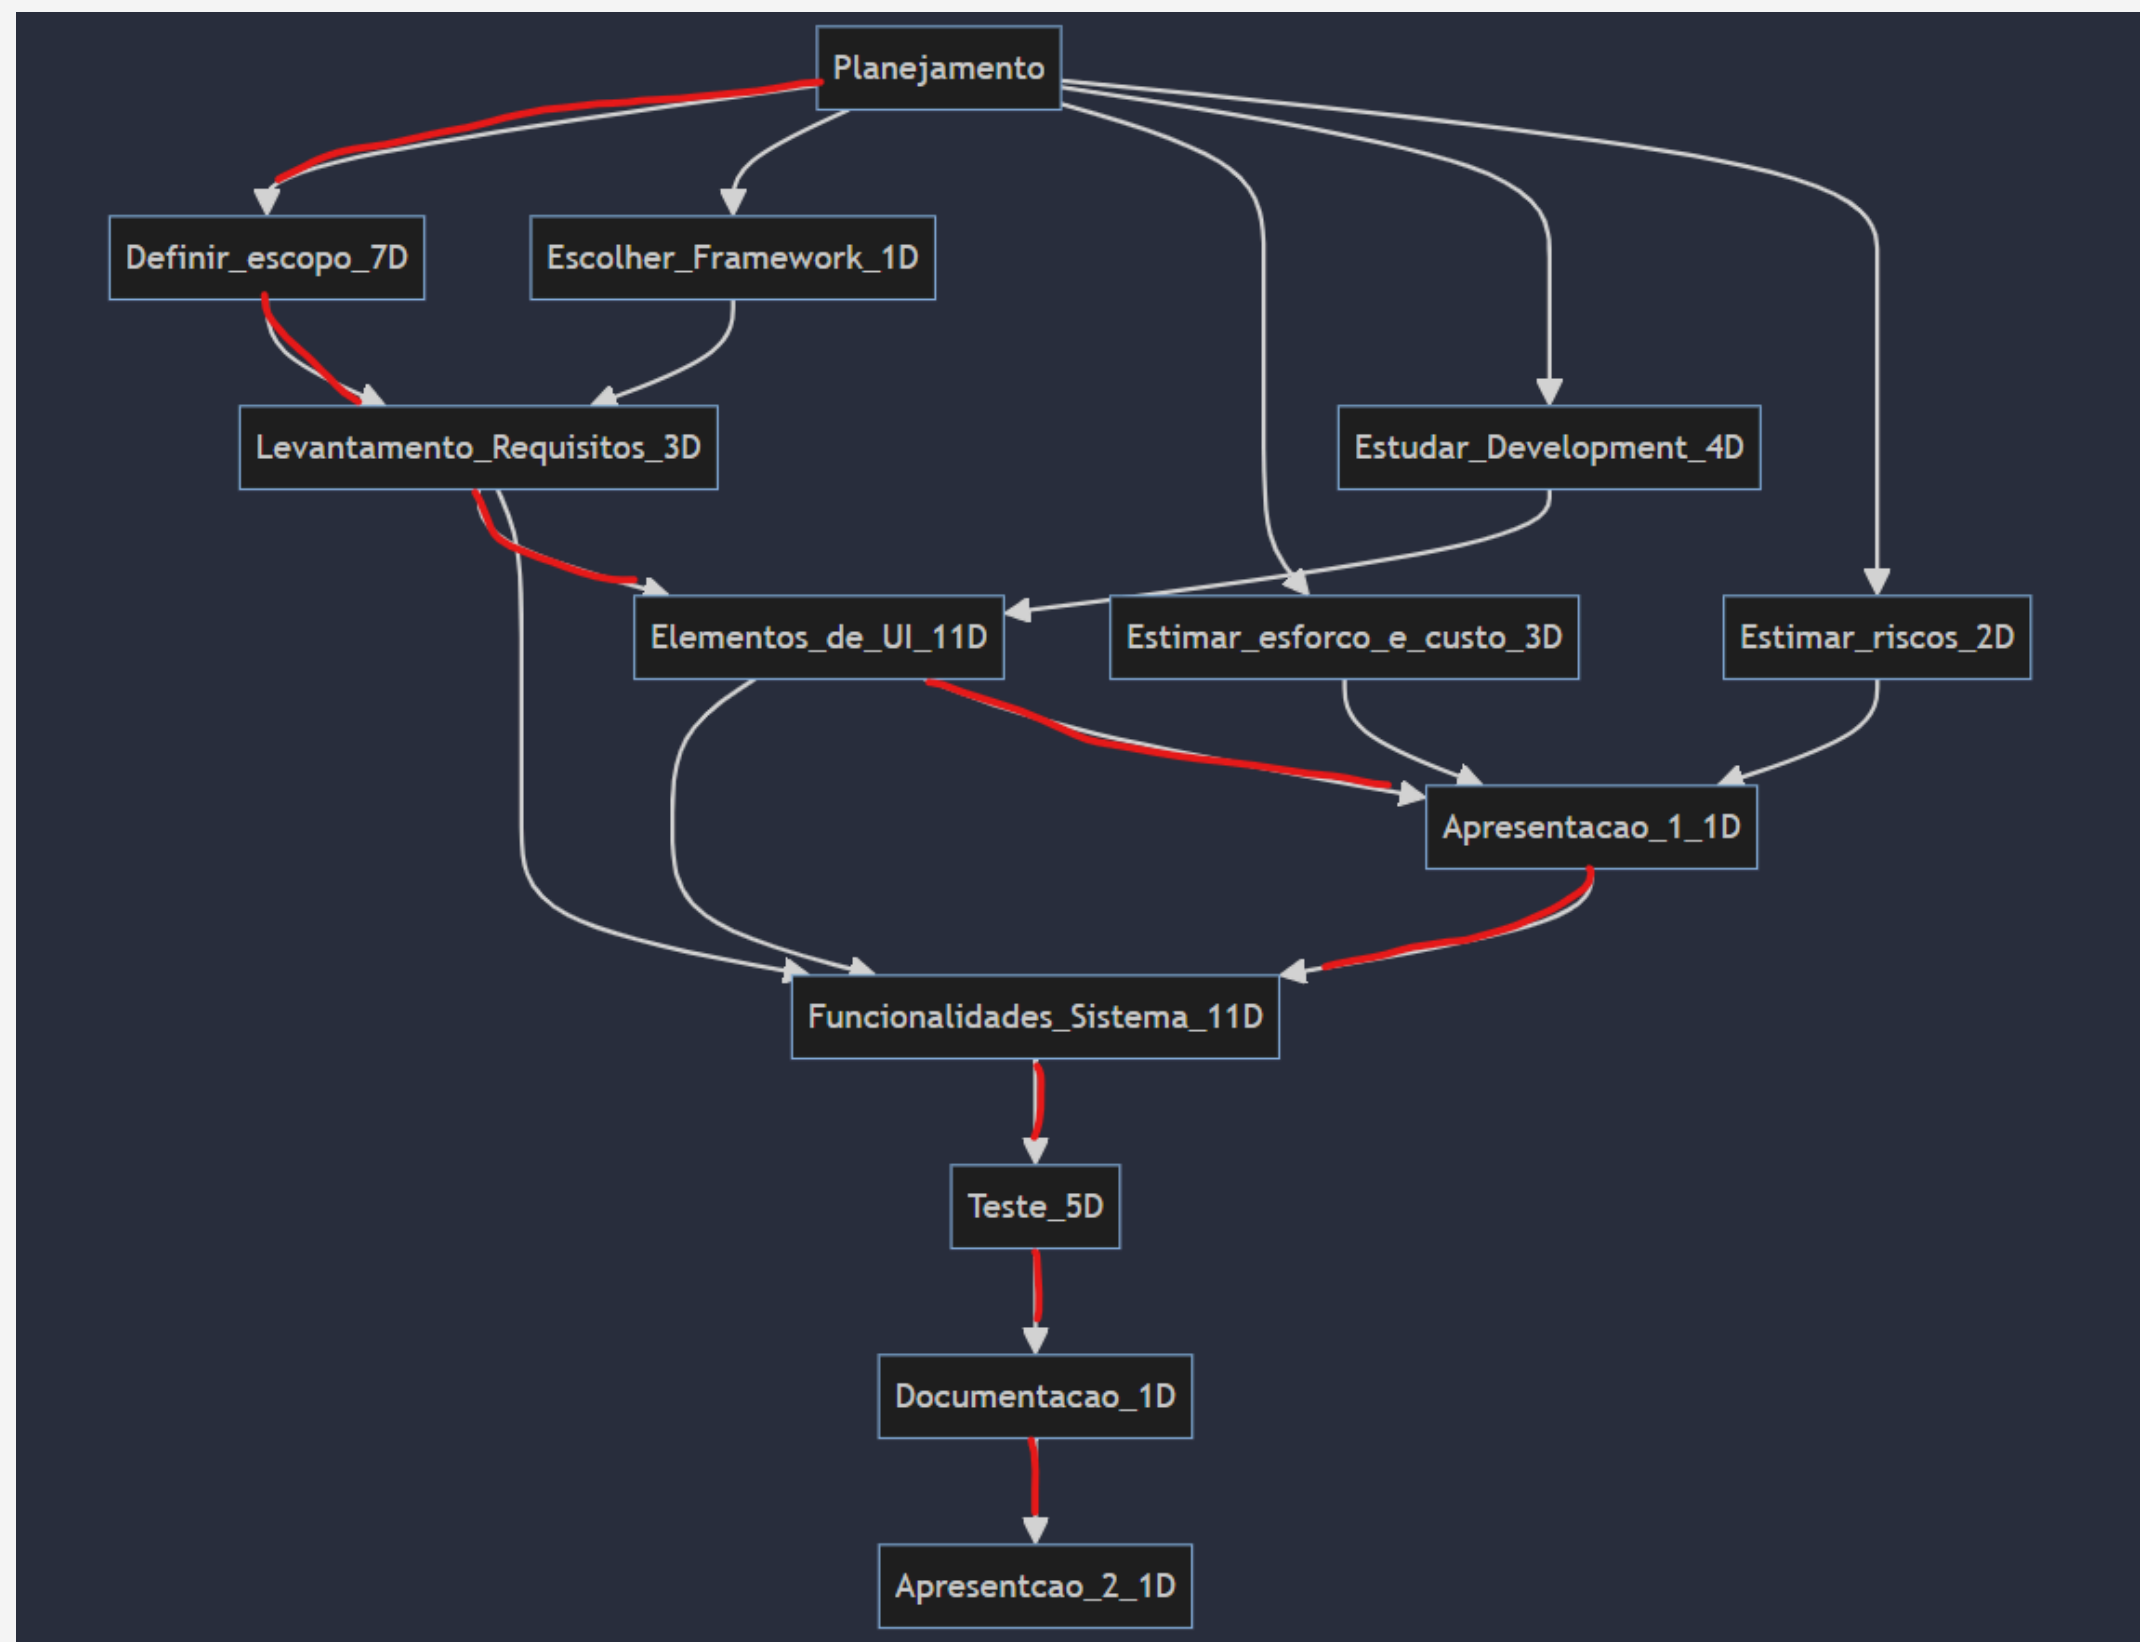 Planejamento
Definir_escopo_7D
Escolher_Framework_1D
Levantamento_Requisitos_3D
Estudar_Development_4D
Elementos_de_UI_11D
Estimar_esforco_e_custo_3D
Estimar_riscos_2D
Apresentacao_1_1D
Funcionalidades_Sistema_11D
Teste_5D
Documentacao_1D
Apresentcao_2_1D